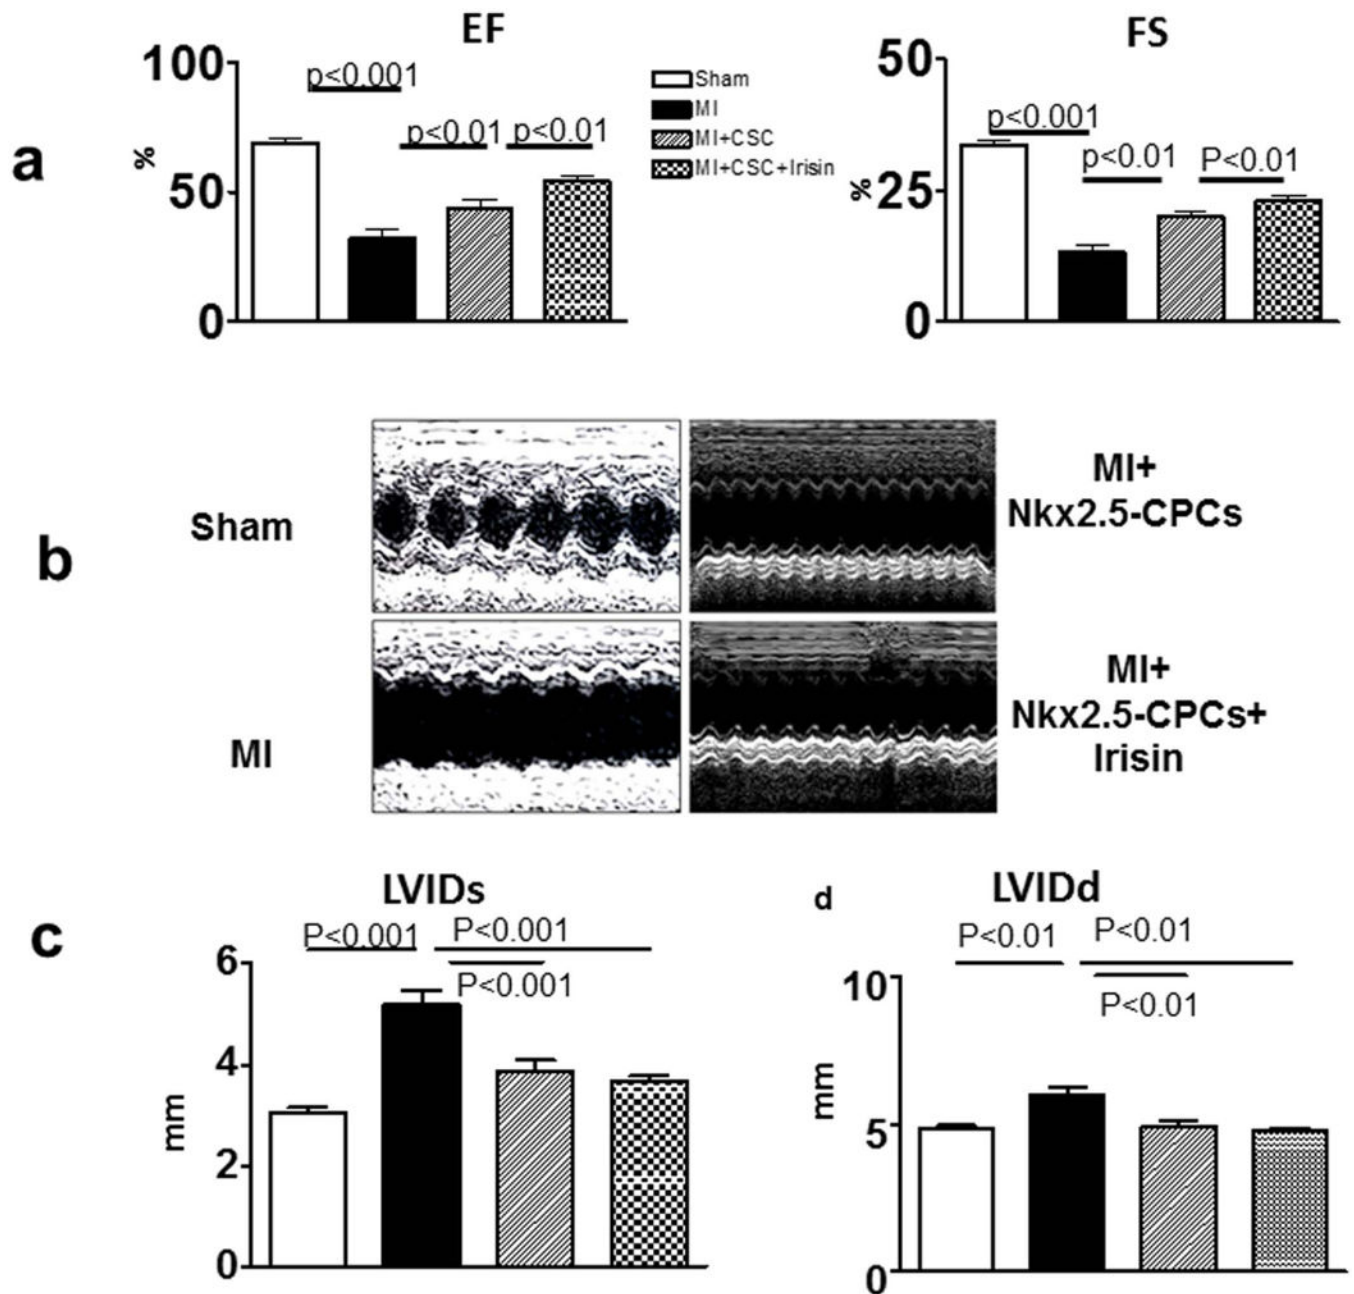 a
EF
100
50
0
%
p<0.001
p<0.01
p<0.01
Sham
MI
MI+CSC
MI+CSC+Irisin
FS
50
25
0
%
p<0.001
p<0.01
P<0.01
b
Sham
MI+
Nkx2.5-CPCs
MI
MI+
Nkx2.5-CPCs+
Irisin
c
LVIDs
P<0.001
P<0.001
P<0.001
6
4
2
0
mm
d
LVIDd
P<0.01
P<0.01
P<0.01
10
5
0
mm